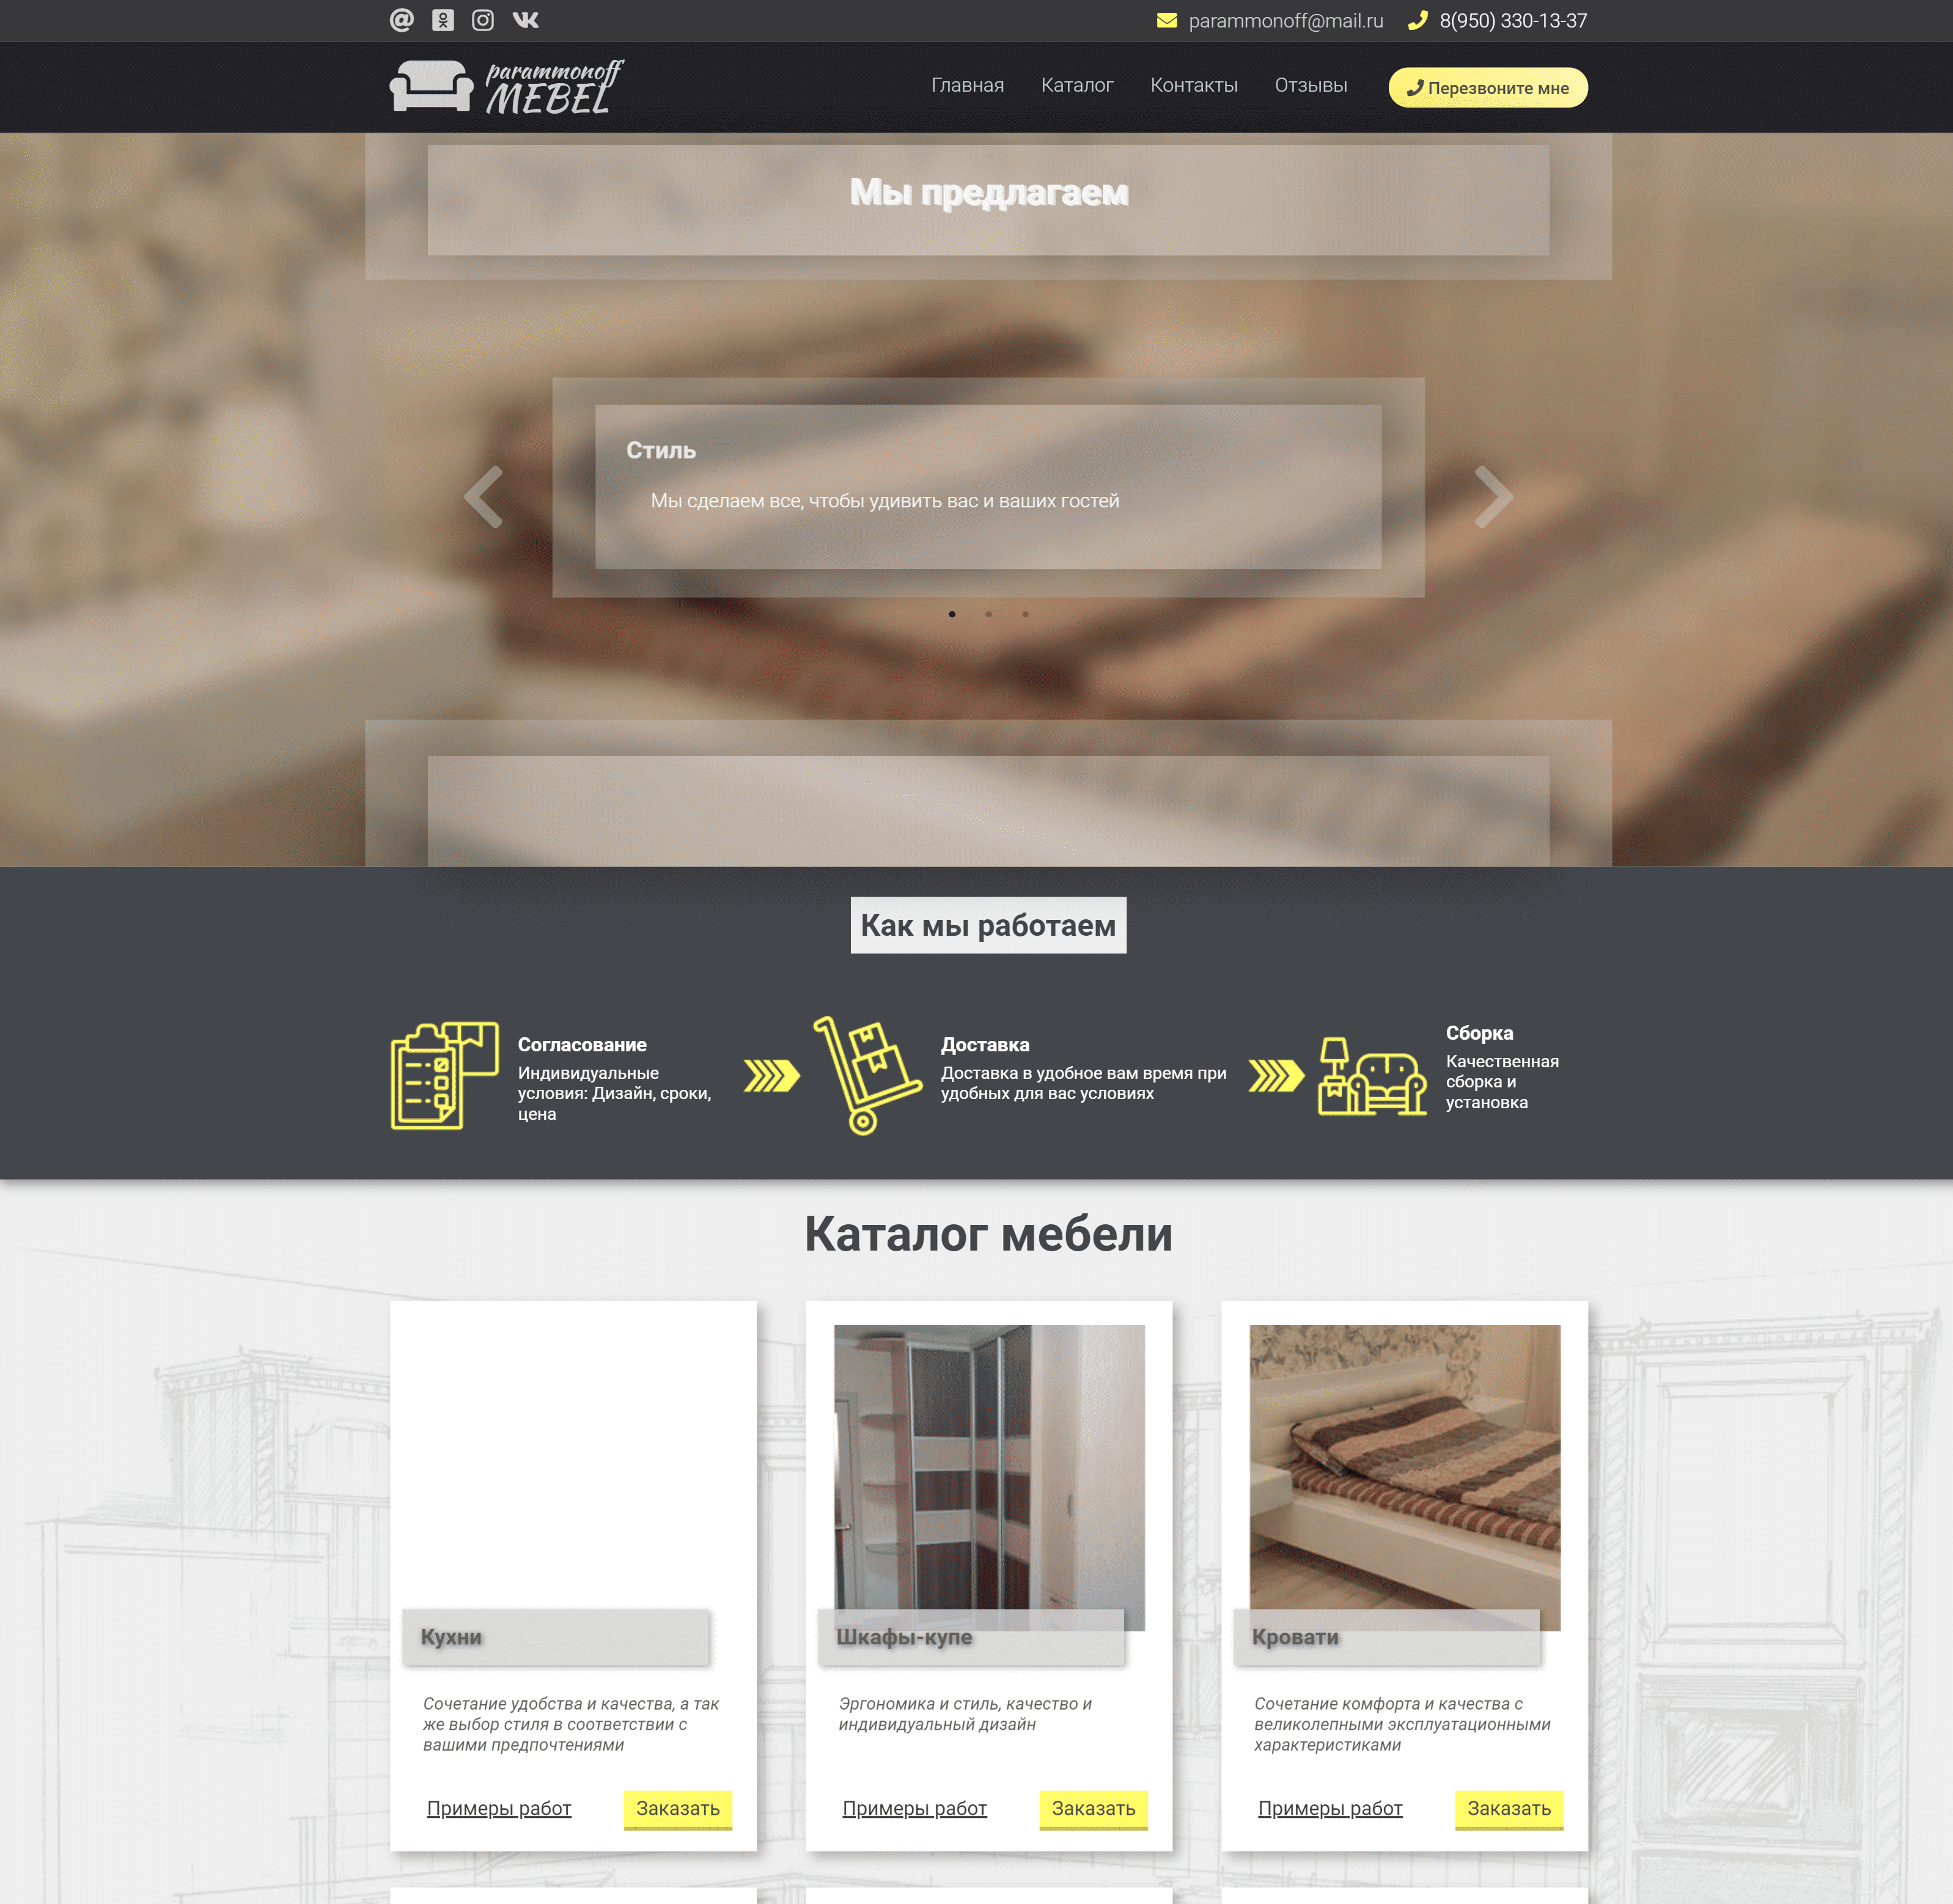 parammonoff@mail.ru
8(950) 330-13-37
parammonoff
MEBEL
Главная
Каталог
Контакты
Отзывы
Перезвоните мне
Мы предлагаем
Стиль
Мы сделаем все, чтобы удивить вас и ваших гостей
Как мы работаем
Согласование
Индивидуальные
условия: Дизайн, сроки,
цена
Доставка
Доставка в удобное вам время при
удобных для вас условиях
Сборка
Качественная
сборка и
установка
Каталог мебели
Кухни
Сочетание удобства и качества, а так
же выбор стиля в соответствии с
вашими предпочтениями
Примеры работ
Заказать
Шкафы-купе
Эргономика и стиль, качество и
индивидуальный дизайн
Примеры работ
Заказать
Кровати
Сочетание комфорта и качества с
великолепными эксплуатационными
характеристиками
Примеры работ
Заказать